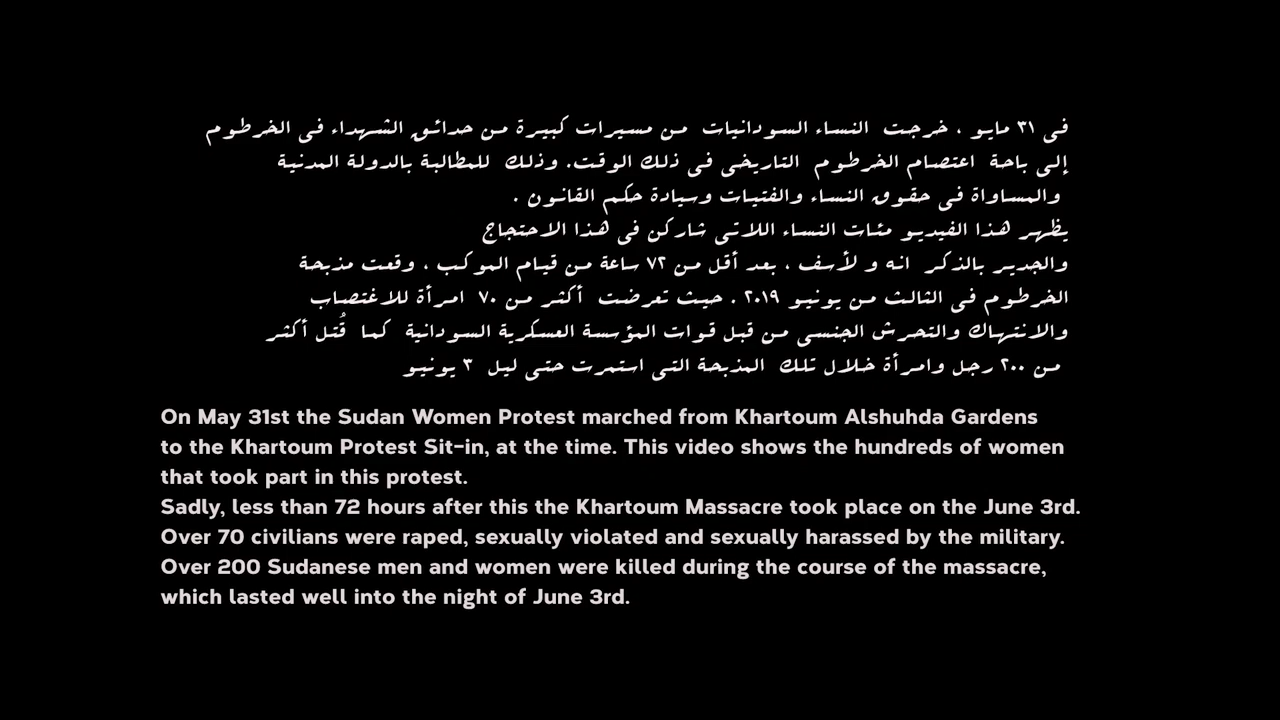 فى ٣١ مايو ، خرجت النساء السودانيات من مسيرات كبيرة من حدائق الشهداء فى الخرطوم
إلى باحة اعتصام الخرطوم التاريخى فى ذلك الوقت. وذلك للمطالبة بالدولة المدنية
والمساواة فى حقوق النساء والفتيات وسيادة حكم القانون .
يظهر هذا الفيديو مئات النساء اللاتى شاركن فى هذا الاحتجاج
والجدير بالذكر انه و لأسف ، بعد أقل من ٧٢ ساعة من قيام الموكب ، وقعت مذبحة
الخرطوم فى الثالث من يونيو ٢٠١٩ . حيث تعرضت أكثر من ٧٠ امرأة للاغتصاب
والانتهاك والتحرش الجنسى من قبل قوات المؤسسة العسكرية السودانية كما قُتل أكثر
من ٢٠٠ رجل وامرأة خلال تلك المذبحة التى استمرت حتى ليل ٣ يونيو
On May 31st the Sudan Women Protest marched from Khartoum Alshuhda Gardens
to the Khartoum Protest Sit-in, at the time. This video shows the hundreds of women
that took part in this protest.
Sadly, less than 72 hours after this the Khartoum Massacre took place on the June 3rd.
Over 70 civilians were raped, sexually violated and sexually harassed by the military.
Over 200 Sudanese men and women were killed during the course of the massacre,
which lasted well into the night of June 3rd.